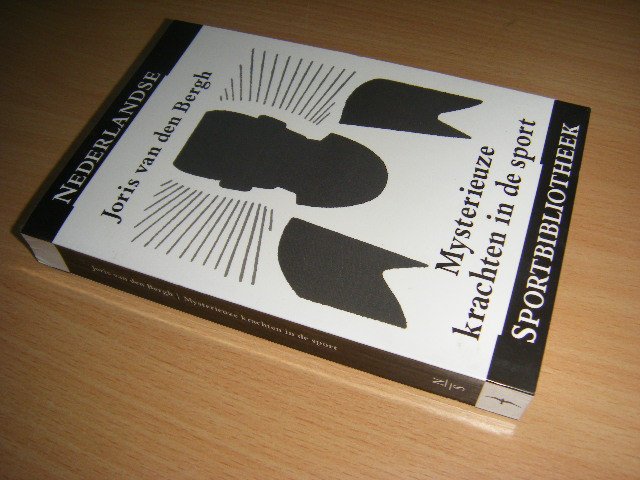 NEDERLANDSE
Joris van den Bergh
Mysterieuze
krachten in de sport
SPORTBIBLIOTHEEK
Joris van den Bergh | Mysterieuze krachten in de sport
N/S